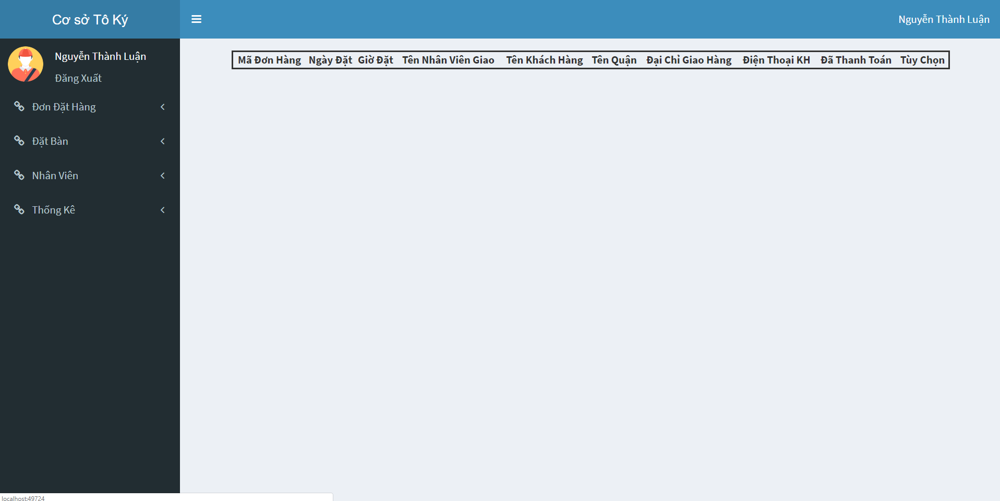 Cơ sở Tô Ký
Nguyễn Thành Luận
Nguyễn Thành Luận
Đăng Xuất
Đơn Đặt Hàng
Đặt Bàn
Nhân Viên
Thống Kê
Mã Đơn Hàng Ngày Đặt Giờ Đặt Tên Nhân Viên Giao Tên Khách Hàng Tên Quận Đại Chỉ Giao Hàng Điện Thoại KH Đã Thanh Toán Tùy Chọn
localhost:49724